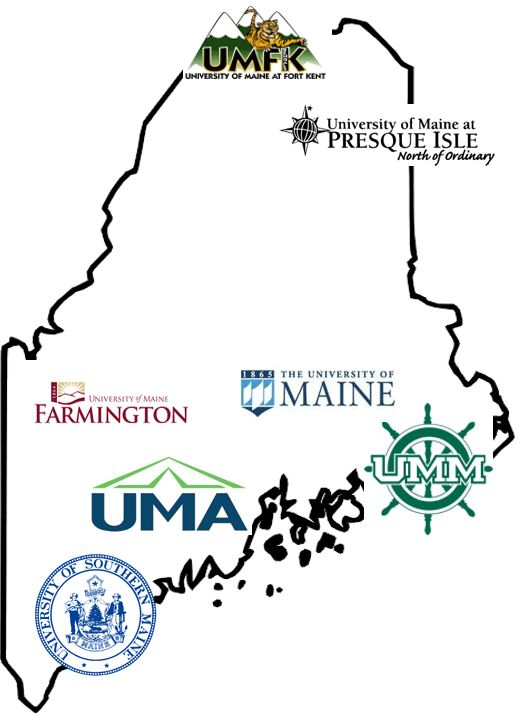 UMFK
UNIVERSITY OF MAINE AT FORT KENT
University of Maine at
PRESQUE ISLE
North of Ordinary
1865 THE UNIVERSITY OF
MAINE
UNIVERSITY of MAINE
FARMINGTON
UMM
UMA
UNIVERSITY OF SOUTHERN MAINE
MAINE